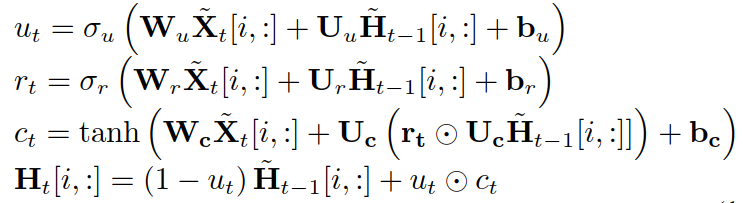 u_t = σ_u (W_u X̃_t[i,:] + U_u H̃_{t−1}[i,:] + b_u)
r_t = σ_r (W_r X̃_t[i,:] + U_r H̃_{t−1}[i,:] + b_r)
c_t = tanh (W_c X̃_t[i,:] + U_c (r_t ⊙ U_c H̃_{t−1}[i,:]]) + b_c)
H_t[i,:] = (1 − u_t) H̃_{t−1}[i,:] + u_t ⊙ c_t